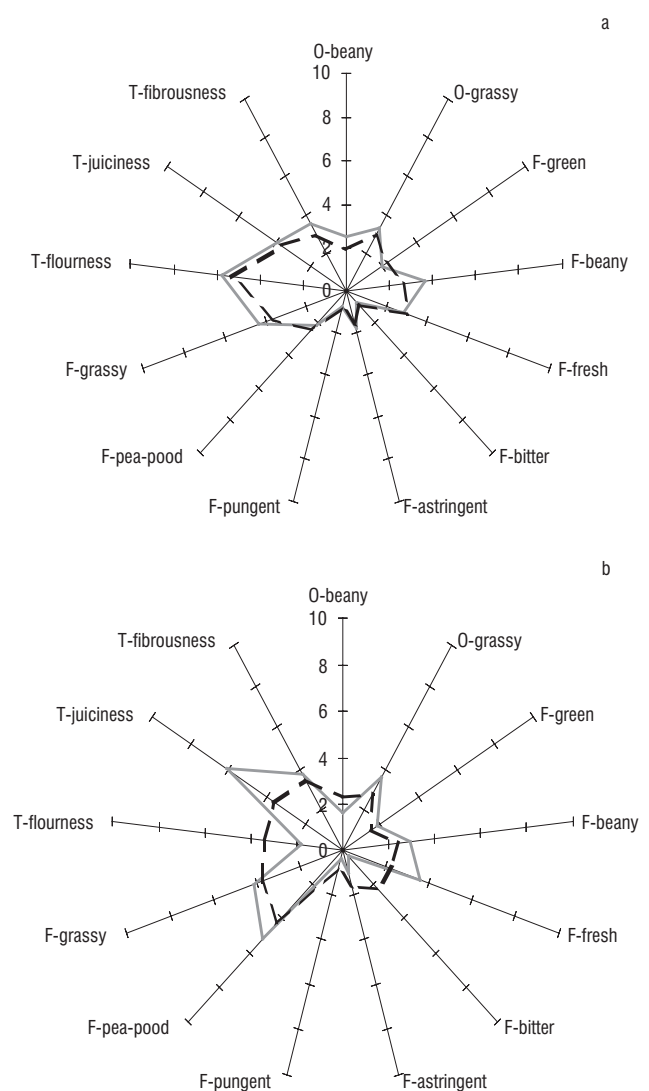 a
O-beany
10
T-fibrousness
O-grassy
8
T-juiciness
6
F-green
4
T-flourness
F-beany
2
0
F-grassy
F-fresh
F-pea-pood
F-bitter
F-pungent
F-astringent
b
O-beany
10
T-fibrousness
O-grassy
8
T-juiciness
F-green
6
4
T-flourness
F-beany
2
0
F-grassy
F-fresh
F-pea-pood
F-bitter
F-pungent
F-astringent